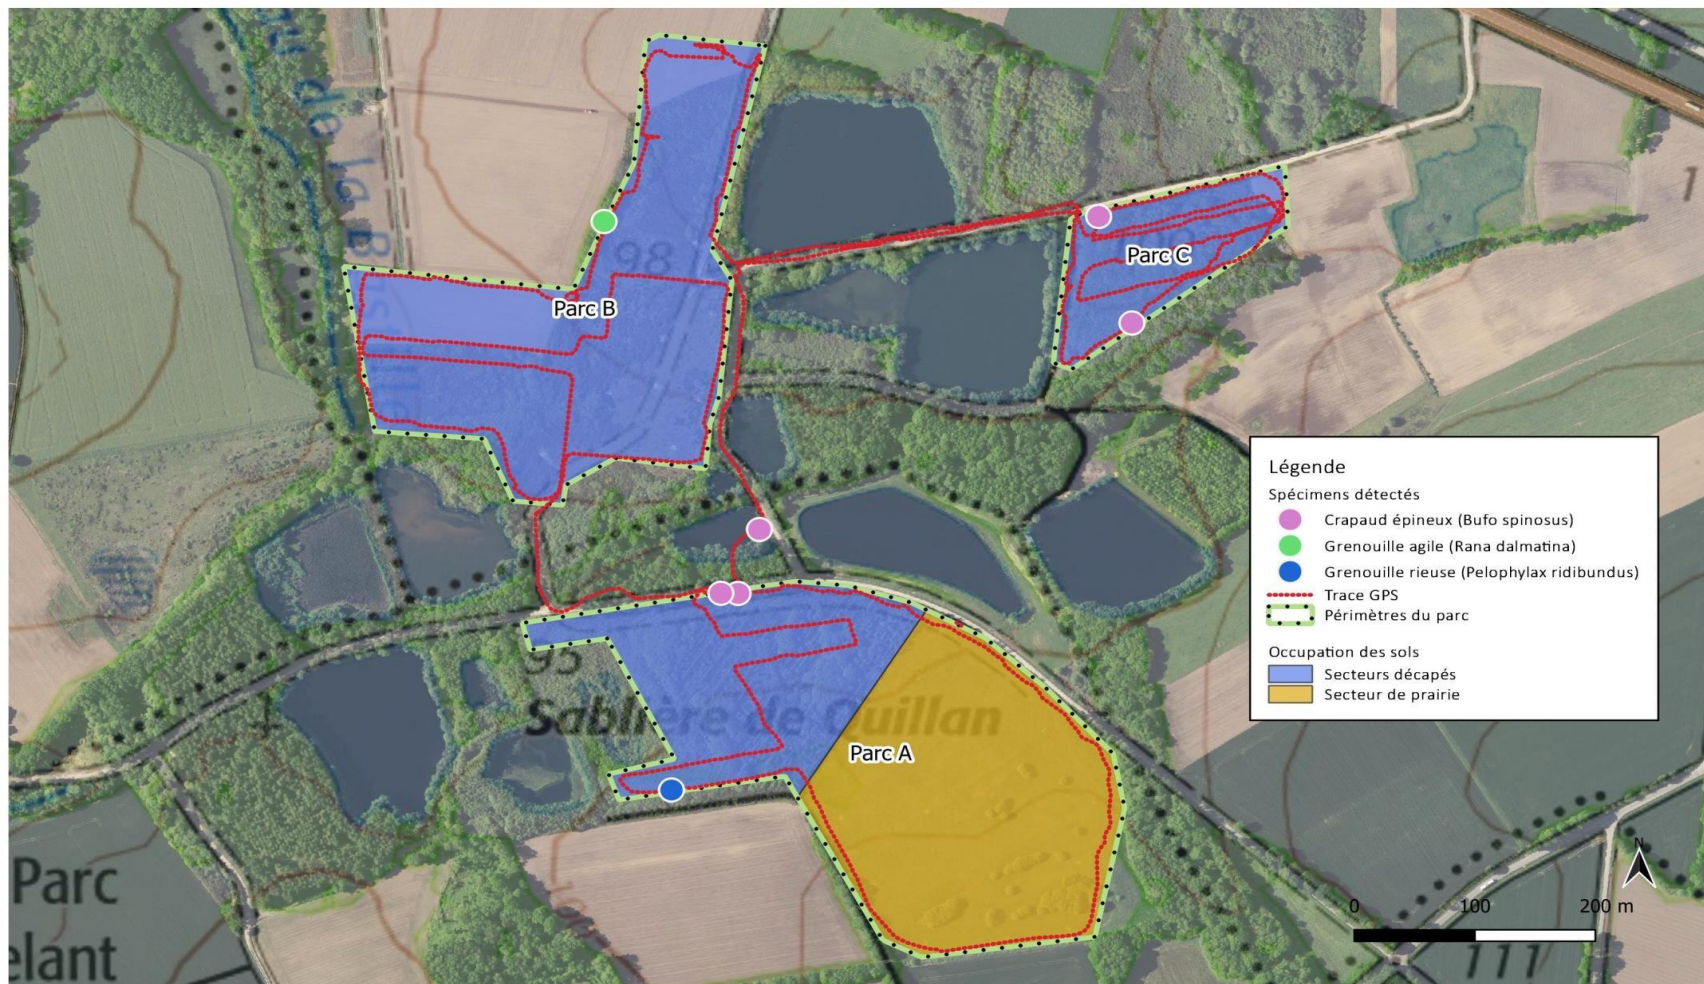 98
Parc B
Parc C
1
95
Sablière de Quillan
Parc A
Parc
elant
Légende
Spécimens détectés
Crapaud épineux (Bufo spinosus)
Grenouille agile (Rana dalmatina)
Grenouille rieuse (Pelophylax ridibundus)
Trace GPS
Périmètres du parc
Occupation des sols
Secteurs décapés
Secteur de prairie
N
0 100 200 m
111